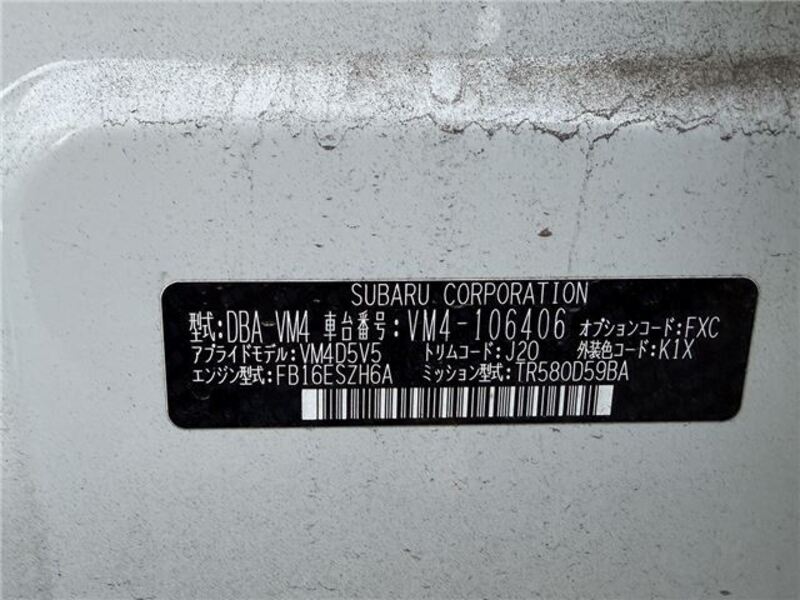 SUBARU CORPORATION
型式:DBA-VM4 車台番号:VM4-106406 オプションコード:FXC
アプライドモデル:VM4D5V5 トリムコード:J20 外装色コード:K1X
エンジン型式:FB16ESZH6A ミッション型式:TR580D59BA